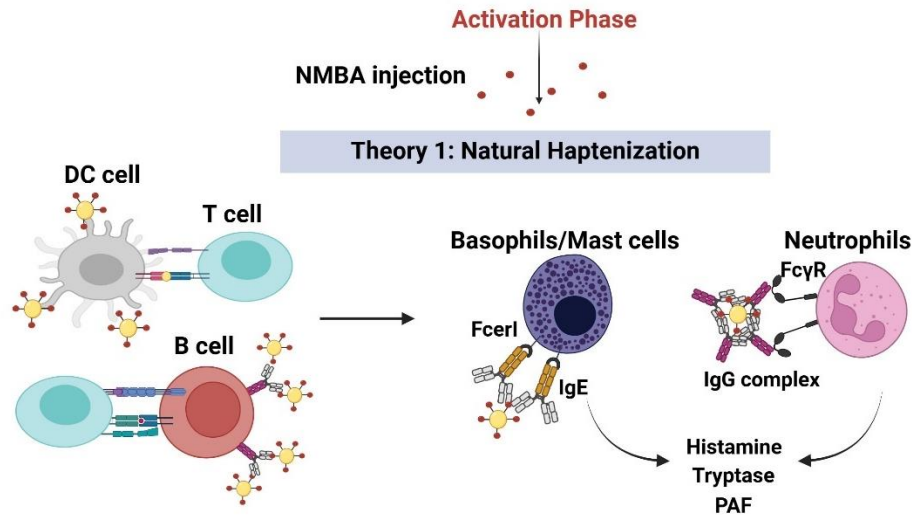 Activation Phase
NMBA injection
Theory 1: Natural Haptenization
DC cell
T cell
B cell
Basophils/Mast cells
FcerI
IgE
Neutrophils
FcγR
IgG complex
Histamine
Tryptase
PAF